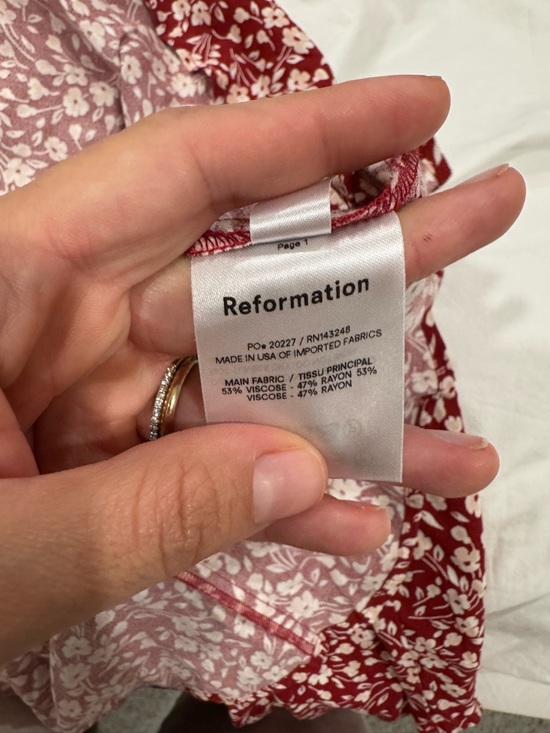 Page 1
Reformation
PO# 20227 / RN143248
MADE IN USA OF IMPORTED FABRICS
MAIN FABRIC / TISSU PRINCIPAL
53% VISCOSE - 47% RAYON 53%
VISCOSE - 47% RAYON